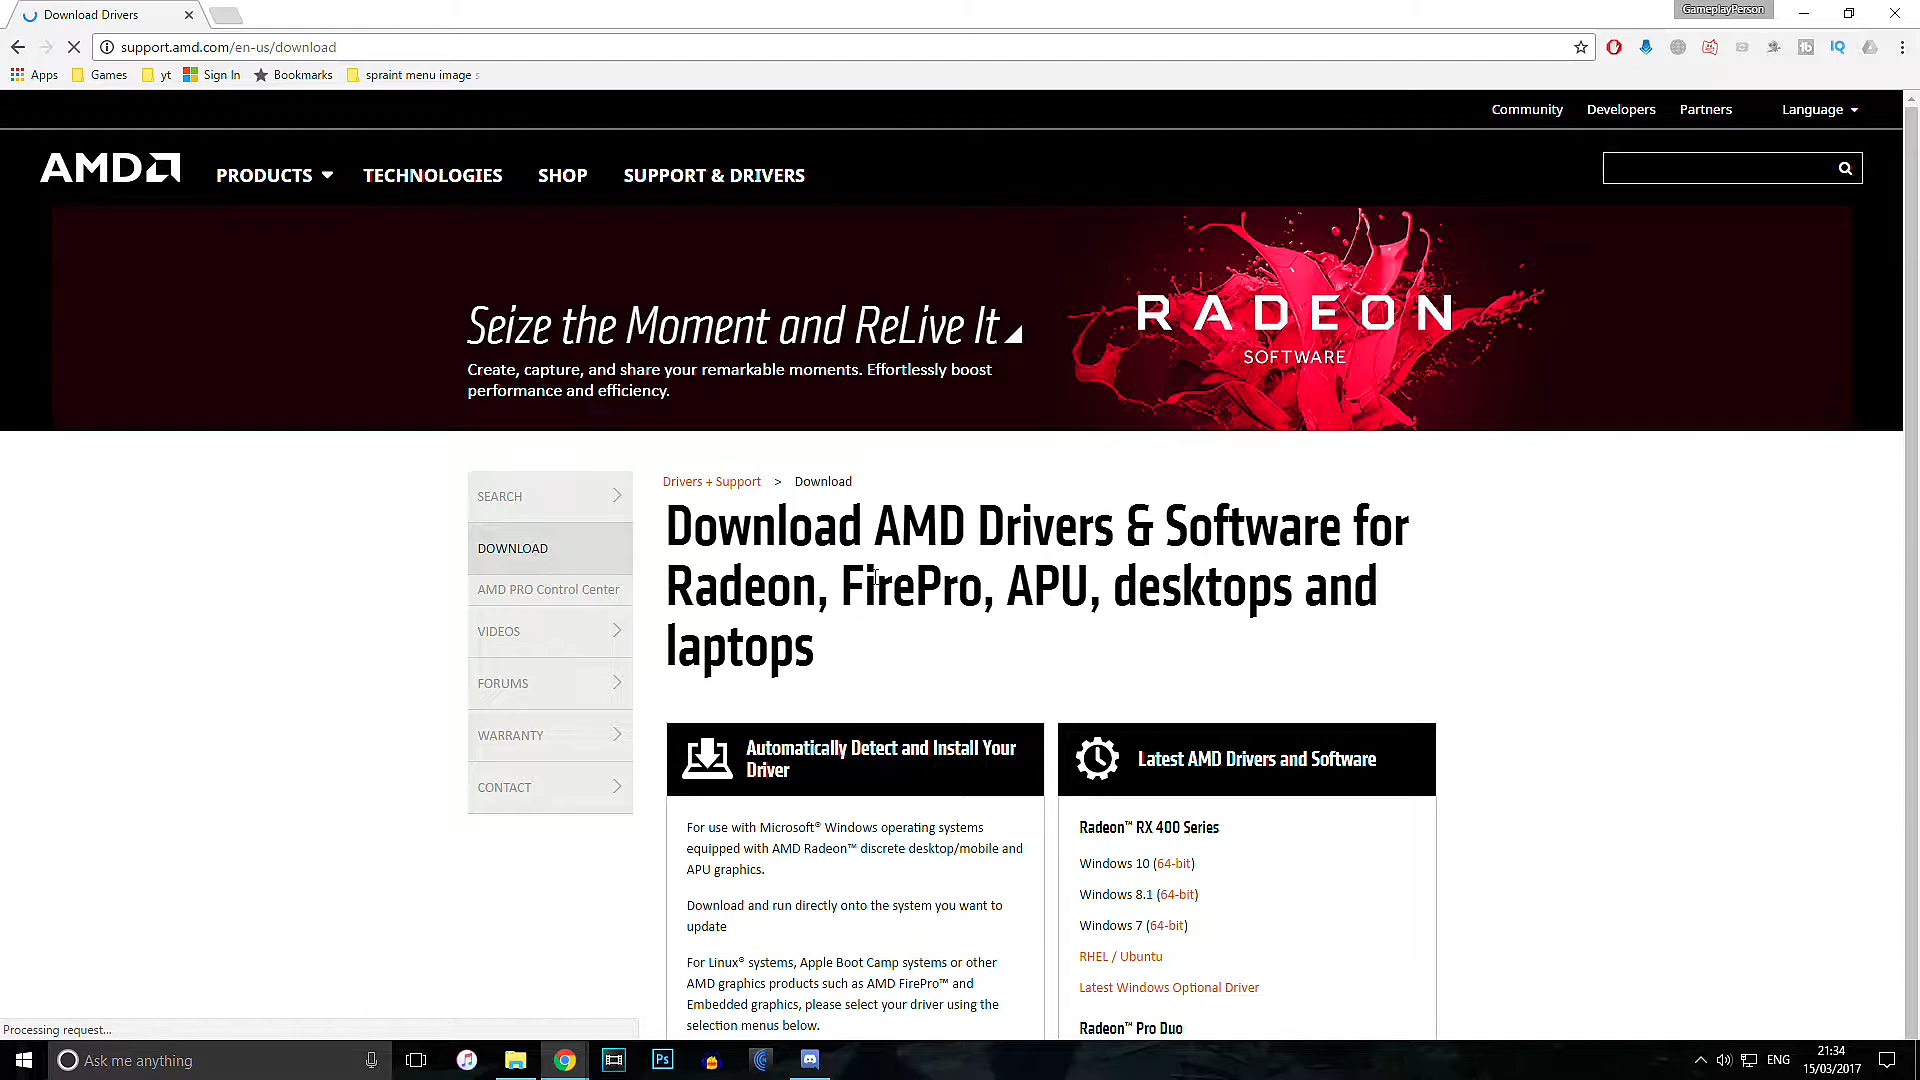 Download Drivers
GameplayPerson
support.amd.com/en-us/download
Apps Games yt Sign In Bookmarks spraint menu image s
Community Developers Partners Language
AMD PRODUCTS TECHNOLOGIES SHOP SUPPORT & DRIVERS
Seize the Moment and ReLive It
Create, capture, and share your remarkable moments. Effortlessly boost
performance and efficiency.
RADEON
SOFTWARE
SEARCH
DOWNLOAD
AMD PRO Control Center
VIDEOS
FORUMS
WARRANTY
CONTACT
Drivers + Support > Download
Download AMD Drivers & Software for
Radeon, FirePro, APU, desktops and
laptops
Automatically Detect and Install Your
Driver
For use with Microsoft® Windows operating systems
equipped with AMD Radeon™ discrete desktop/mobile and
APU graphics.
Download and run directly onto the system you want to
update
For Linux® systems, Apple Boot Camp systems or other
AMD graphics products such as AMD FirePro™ and
Embedded graphics, please select your driver using the
selection menus below.
Latest AMD Drivers and Software
Radeon™ RX 400 Series
Windows 10 (64-bit)
Windows 8.1 (64-bit)
Windows 7 (64-bit)
RHEL / Ubuntu
Latest Windows Optional Driver
Radeon™ Pro Duo
Processing request...
Ask me anything
Ps
ENG
21:34
15/03/2017